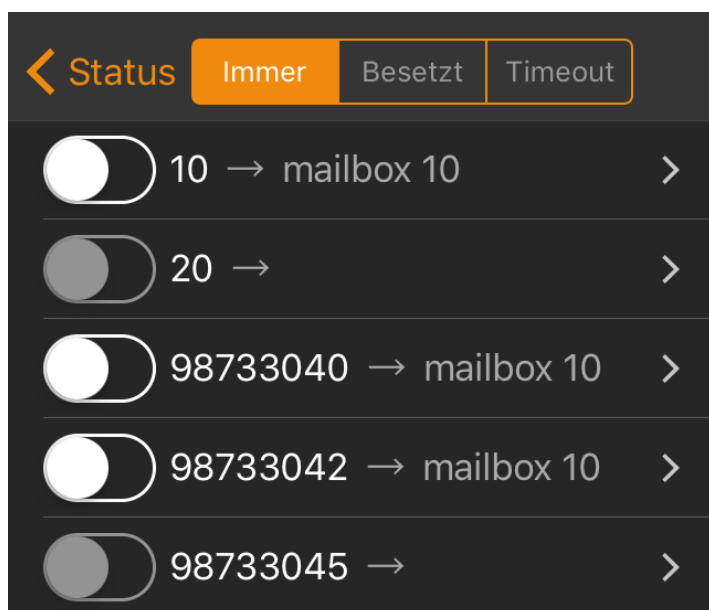 Status Immer Besetzt Timeout
10 → mailbox 10
20 →
98733040 → mailbox 10
98733042 → mailbox 10
98733045 →